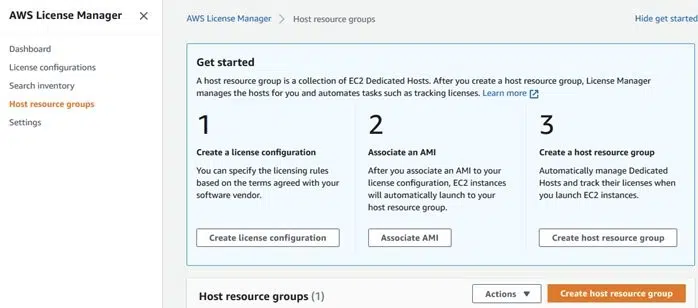 AWS License Manager
Dashboard
License configurations
Search inventory
Host resource groups
Settings
AWS License Manager > Host resource groups
Hide get started
Get started
A host resource group is a collection of EC2 Dedicated Hosts. After you create a host resource group, License Manager
manages the hosts for you and automates tasks such as tracking licenses. Learn more
1
Create a license configuration
You can specify the licensing rules
based on the terms agreed with your
software vendor.
Create license configuration
2
Associate an AMI
After you associate an AMI to your
license configuration, EC2 instances
will automatically launch to your
host resource group.
Associate AMI
3
Create a host resource group
Automatically manage Dedicated
Hosts and track their licenses when
you launch EC2 instances.
Create host resource group
Host resource groups (1)
Actions
Create host resource group